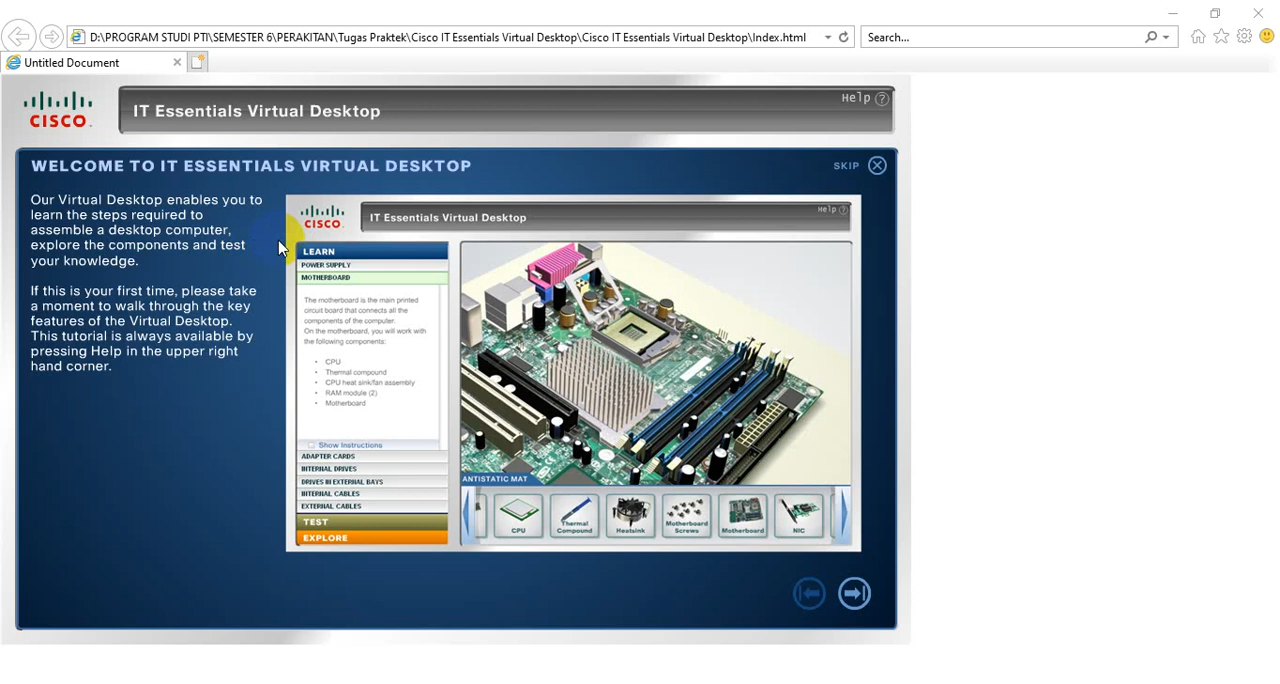 D:\PROGRAM STUDI PTI\SEMESTER 6\PERAKITAN\Tugas Praktek\Cisco IT Essentials Virtual Desktop\Cisco IT Essentials Virtual Desktop\Index.html
Search...
Untitled Document
CISCO
IT Essentials Virtual Desktop
Help ?
WELCOME TO IT ESSENTIALS VIRTUAL DESKTOP
SKIP
Our Virtual Desktop enables you to
learn the steps required to
assemble a desktop computer,
explore the components and test
your knowledge.
If this is your first time, please take
a moment to walk through the key
features of the Virtual Desktop.
This tutorial is always available by
pressing Help in the upper right
hand corner.
CISCO
IT Essentials Virtual Desktop
Help ?
LEARN
POWER SUPPLY
MOTHERBOARD
The motherboard is the main printed
circuit board that connects all the
components of the computer.
On the motherboard, you will work with
the following components:
• CPU
• Thermal compound
• CPU heat sink/fan assembly
• RAM module (2)
• Motherboard
Show Instructions
ADAPTER CARDS
INTERNAL DRIVES
DRIVES IN EXTERNAL BAYS
INTERNAL CABLES
EXTERNAL CABLES
TEST
EXPLORE
ANTISTATIC MAT
CPU
Thermal
Compound
Heatsink
Motherboard
Screws
Motherboard
NIC